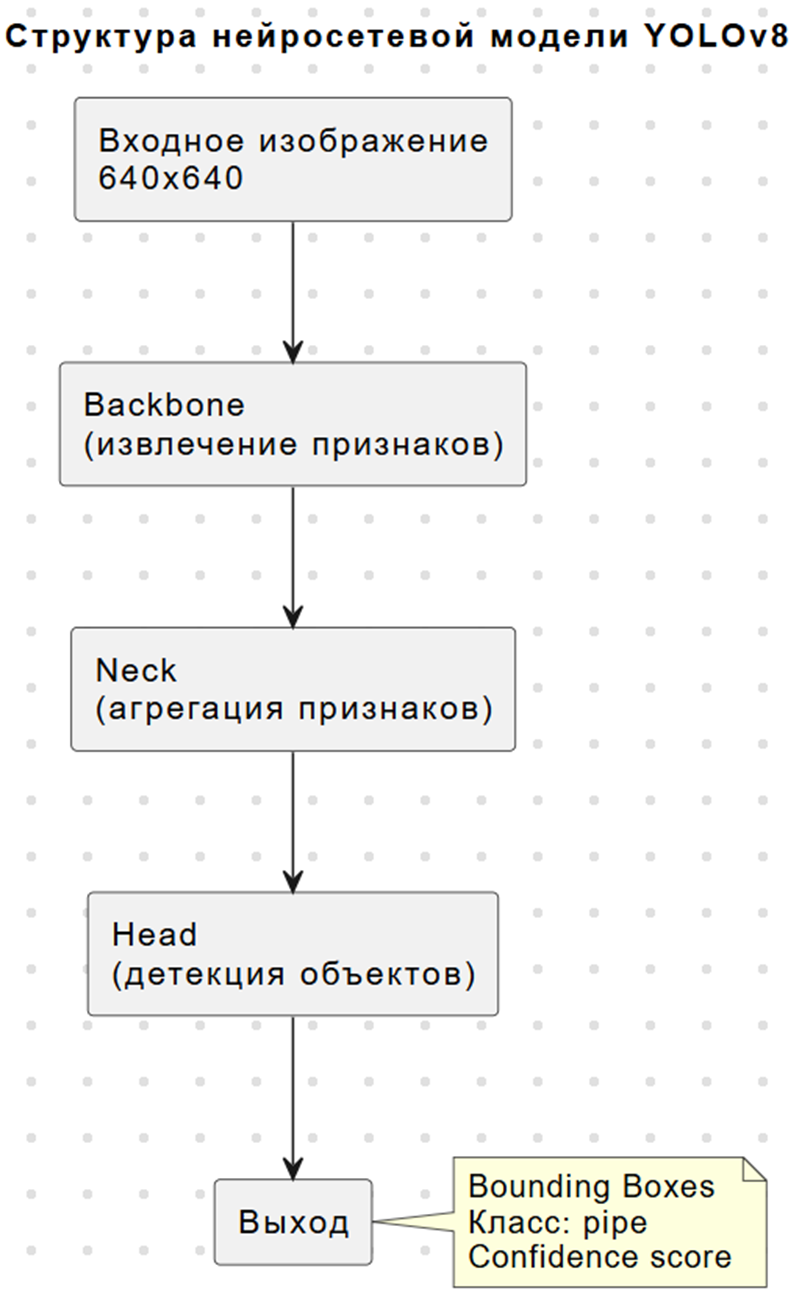 Структура нейросетевой модели YOLOv8
Входное изображение
640x640
Backbone
(извлечение признаков)
Neck
(агрегация признаков)
Head
(детекция объектов)
Выход
Bounding Boxes
Класс: pipe
Confidence score